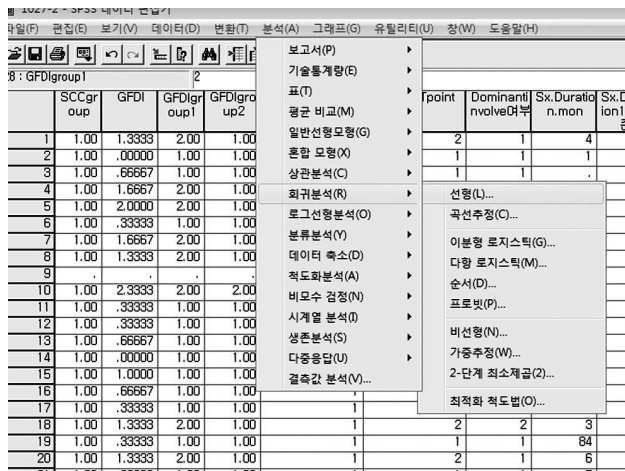 1027-2 - SPSS 데이터 편집기
파일(F) 편집(E) 보기(V) 데이터(D) 변환(T) 분석(A) 그래프(G) 유틸리티(U) 창(W) 도움말(H)
8 : GFDIgroup1 2
SCCgroup GFDI GFDIgroup1 GFDIgroup2 Tpoint Dominantinvolve여부 Sx.Duration.mon
1 1.00 1.3333 2.00 1.00 2 1 4
2 1.00 .00000 1.00 1.00 1 1 1
3 1.00 .66667 1.00 1.00 1 1 .
4 1.00 1.6667 2.00 1.00
5 1.00 2.0000 2.00 1.00
6 1.00 .33333 1.00 1.00
7 1.00 1.6667 2.00 1.00
8 1.00 1.3333 2.00 1.00
9 . . . .
10 1.00 2.3333 2.00 2.00
11 1.00 .33333 1.00 1.00
12 1.00 .33333 1.00 1.00
13 1.00 .66667 1.00 1.00
14 1.00 .00000 1.00 1.00
15 1.00 1.0000 1.00 1.00
16 1.00 .66667 1.00 1.00 1
17 1.00 .33333 1.00 1.00 1
18 1.00 1.3333 2.00 1.00 1 2 2 3
19 1.00 .33333 1.00 1.00 1 1 1 84
20 1.00 1.3333 2.00 1.00 1 2 1 6
보고서(P)
기술통계량(E)
표(T)
평균 비교(M)
일반선형모형(G)
혼합 모형(X)
상관분석(C)
회귀분석(R)
로그선형분석(O)
분류분석(Y)
데이터 축소(D)
척도화분석(A)
비모수 검정(N)
시계열 분석(I)
생존분석(S)
다중응답(U)
결측값 분석(V)...
선형(L)...
곡선추정(C)...
이분형 로지스틱(G)...
다항 로지스틱(M)...
순서(D)...
프로빗(P)...
비선형(N)...
가중추정(W)...
2-단계 최소제곱(2)...
최적화 척도법(O)...